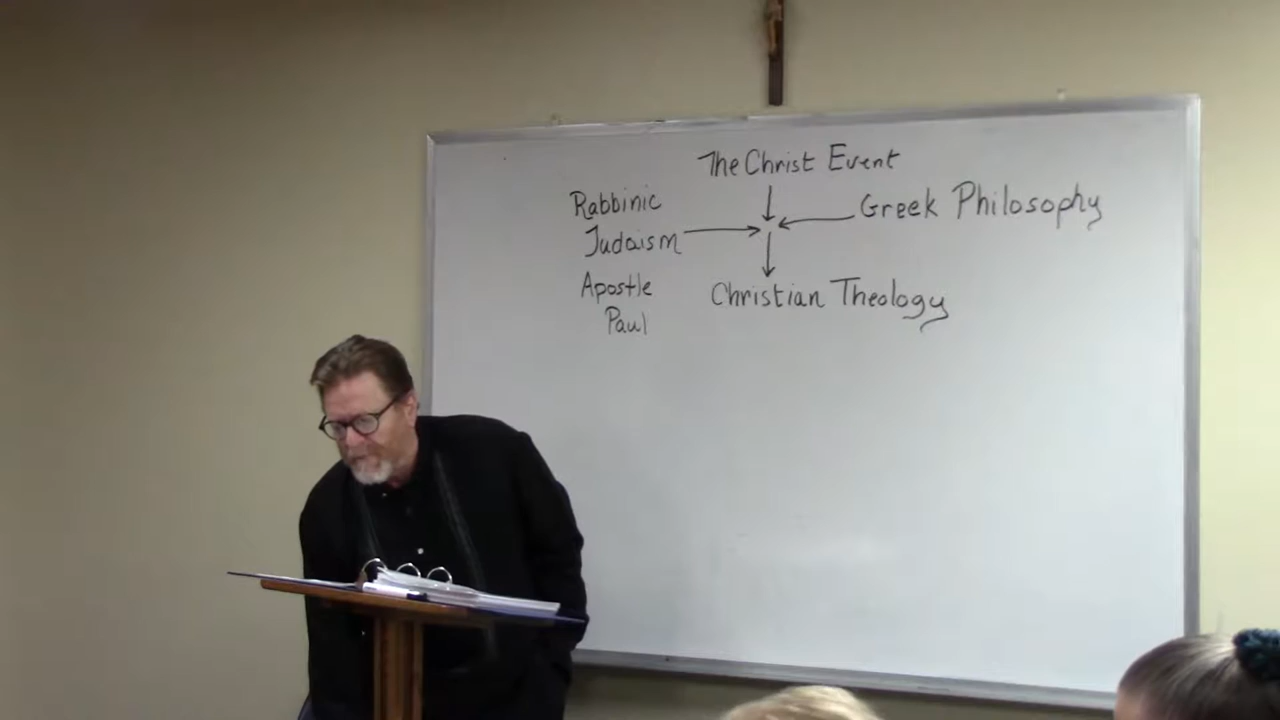 The Christ Event
Rabbinic
Judaism
Greek Philosophy
Apostle
Paul
Christian Theology